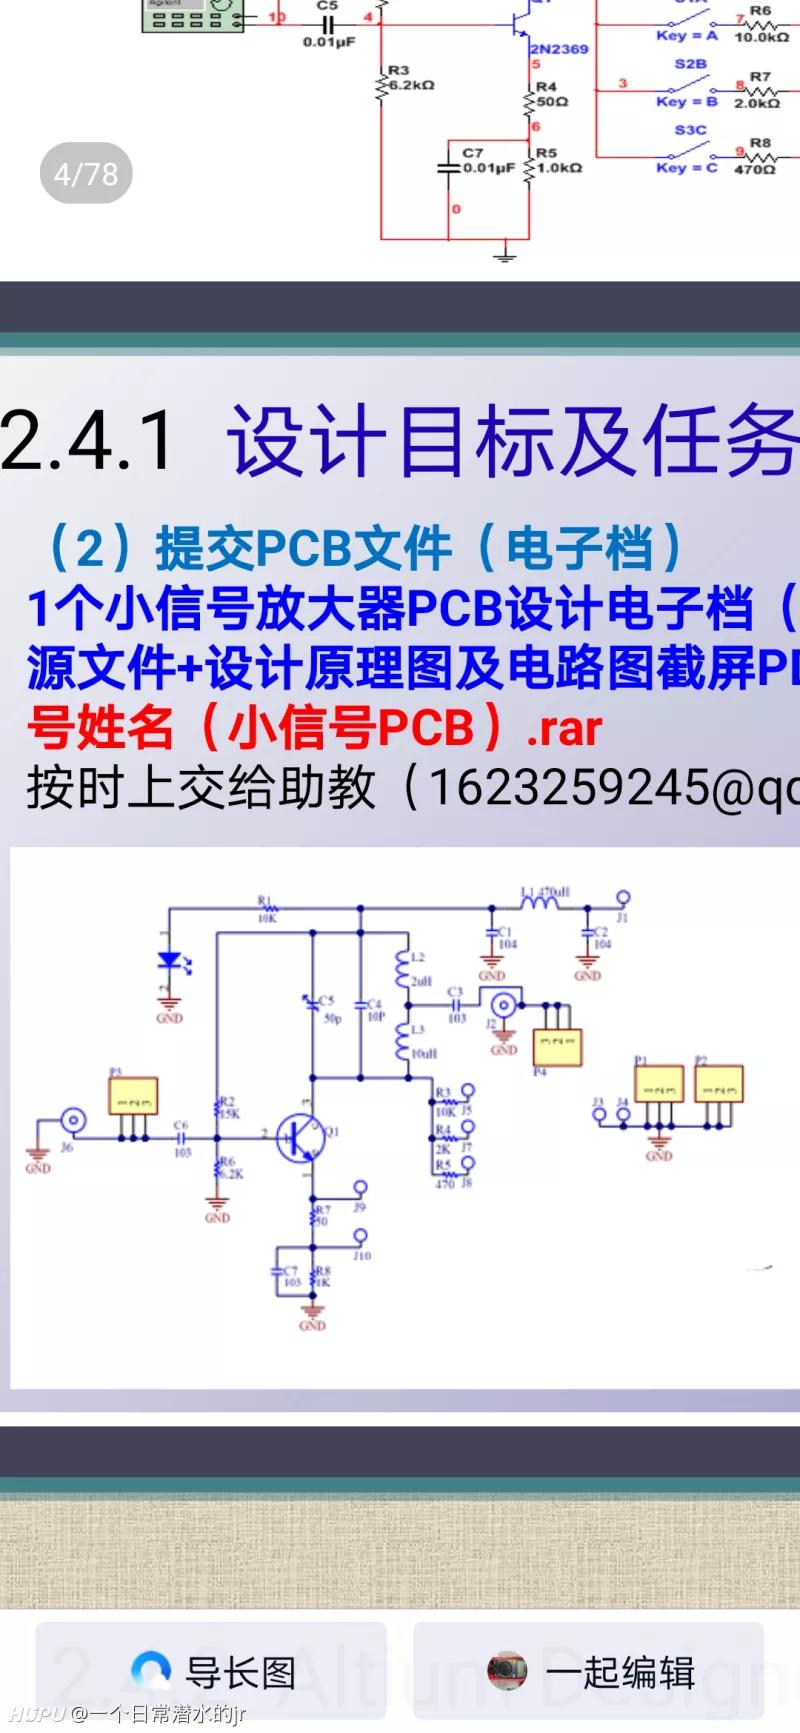 Agilent
10
C5
0.01µF
4
R3
6.2kΩ
2N2369
5
R4
50Ω
6
C7
0.01µF
R5
1.0kΩ
0
Key = A
7
R6
10.0kΩ
S2B
3
Key = B
8
R7
2.0kΩ
S3C
Key = C
9
R8
470Ω
4/78
2.4.1 设计目标及任务
（2）提交PCB文件（电子档）
1个小信号放大器PCB设计电子档（
源文件+设计原理图及电路图截屏
号姓名（小信号PCB）.rar
按时上交给助教（1623259245@q
R1
10K
L1 470uH
J1
C1
104
GND
C2
104
GND
1
2
GND
L2
2uH
C5
50p
C4
10P
C3
103
J2
GND
P4
L3
10uH
P3
R2
15K
R3
10K J5
R4
2K J7
R5
470 J8
P1
P2
J3 J4
GND
J6
GND
C6
103
2
3
Q1
1
R6
6.2K
GND
R7
50
J9
J10
C7
103
R8
1K
GND
导长图
一起编辑
HUPU @一个日常潜水的jr